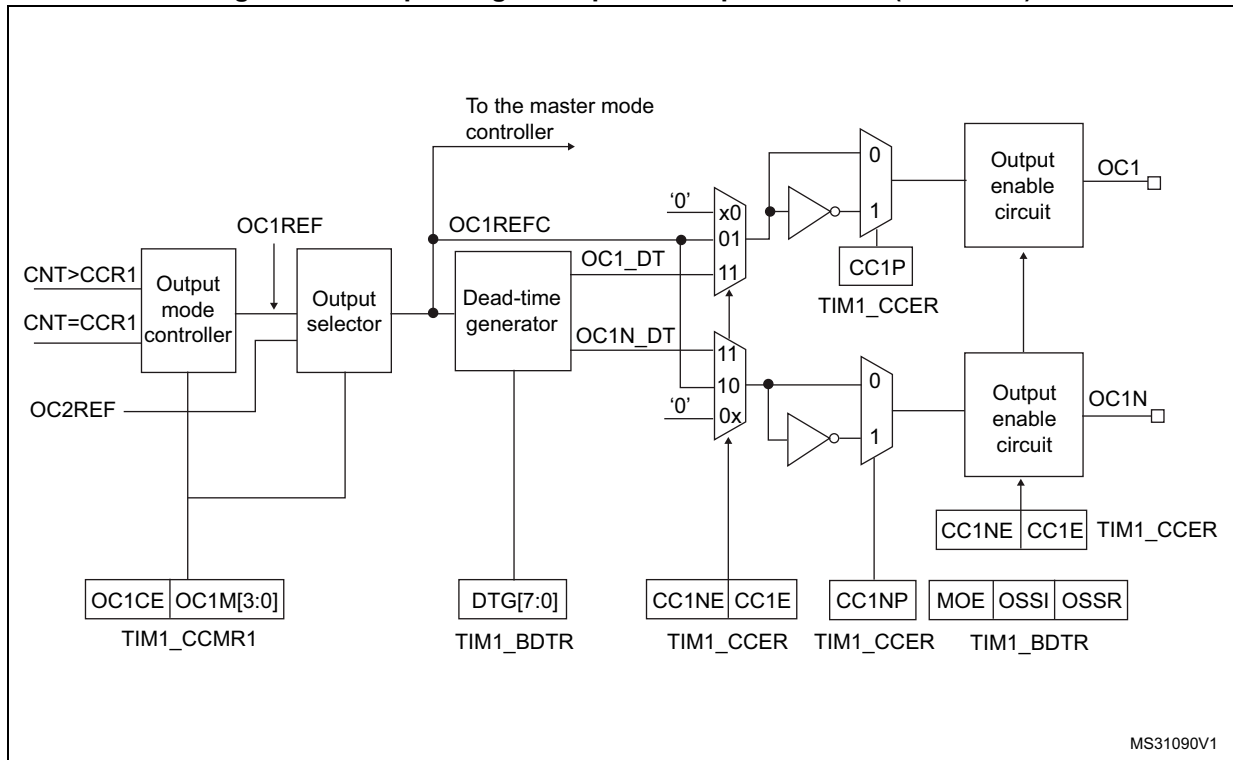 To the master mode
controller
'0'
x0
01
11
OC1REF
OC1REFC
OC1_DT
CNT>CCR1
CNT=CCR1
Output
mode
controller
Output
selector
Dead-time
generator
OC1N_DT
11
10
0x
'0'
OC2REF
0
1
CC1P
TIM1_CCER
Output
enable
circuit
OC1
0
1
Output
enable
circuit
OC1N
CC1NE CC1E TIM1_CCER
OC1CE OC1M[3:0]
TIM1_CCMR1
DTG[7:0]
TIM1_BDTR
CC1NE CC1E
TIM1_CCER
CC1NP
TIM1_CCER
MOE OSSI OSSR
TIM1_BDTR
MS31090V1